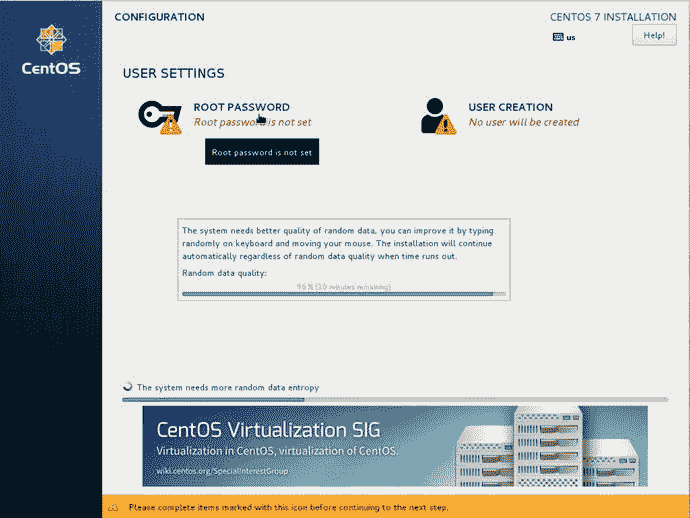 CONFIGURATION
CENTOS 7 INSTALLATION
us
Help!
CentOS
USER SETTINGS
ROOT PASSWORD
Root password is not set
USER CREATION
No user will be created
Root password is not set
The system needs better quality of random data, you can improve it by typing
randomly on keyboard and moving your mouse. The installation will continue
automatically regardless of random data quality when time runs out.
Random data quality:
96 % (10 minutes remaining)
The system needs more random data entropy
CentOS Virtualization SIG
Virtualization in CentOS, virtualization of CentOS.
wiki.centos.org/SpecialInterestGroup
Please complete items marked with this icon before continuing to the next step.